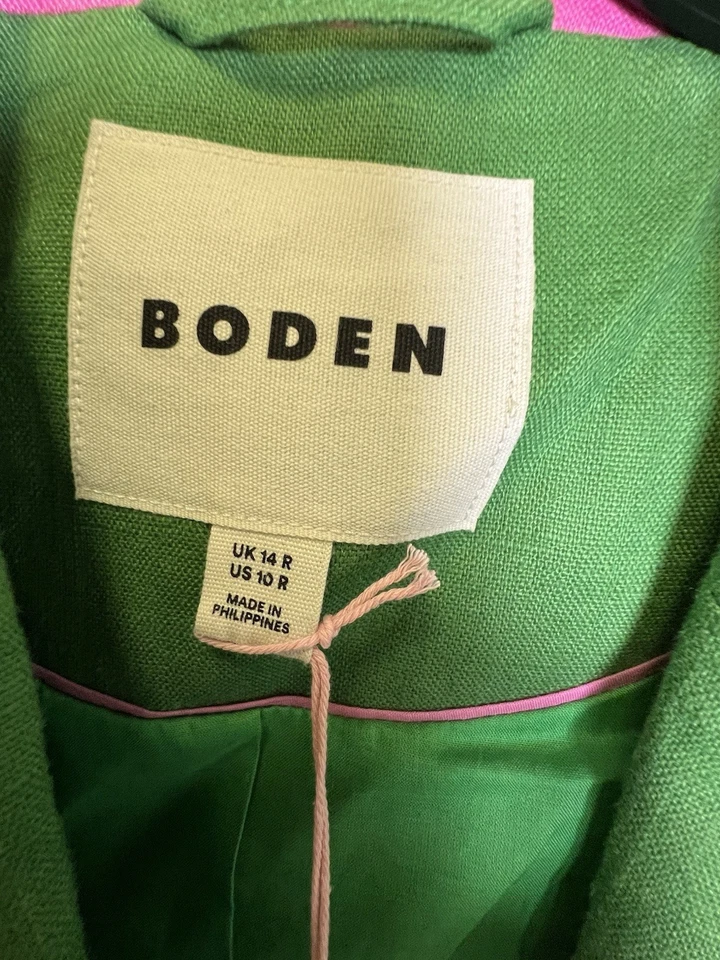 BODEN
UK 14 R
US 10 R
MADE IN
PHILIPPINES